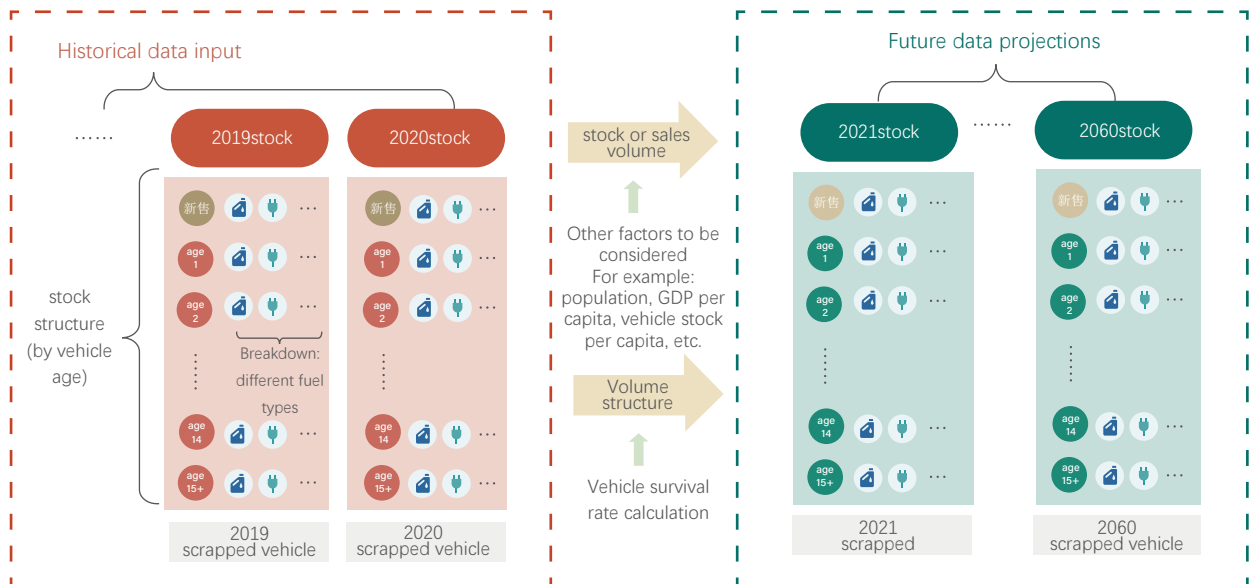 Historical data input
……
2019stock
2020stock
stock
structure
(by vehicle
age)
新售
…
age
1
…
age
2
…
Breakdown:
different fuel
types
……
age
14
…
age
15+
…
2019
scrapped vehicle
新售
…
age
1
…
age
2
…
……
age
14
…
age
15+
…
2020
scrapped vehicle
stock or sales
volume
Other factors to be
considered
For example:
population, GDP per
capita, vehicle stock
per capita, etc.
Volume
structure
Vehicle survival
rate calculation
Future data projections
2021stock
……
2060stock
新售
…
age
1
…
age
2
…
……
age
14
…
age
15+
…
2021
scrapped
新售
…
age
1
…
age
2
…
……
age
14
…
age
15+
…
2060
scrapped vehicle